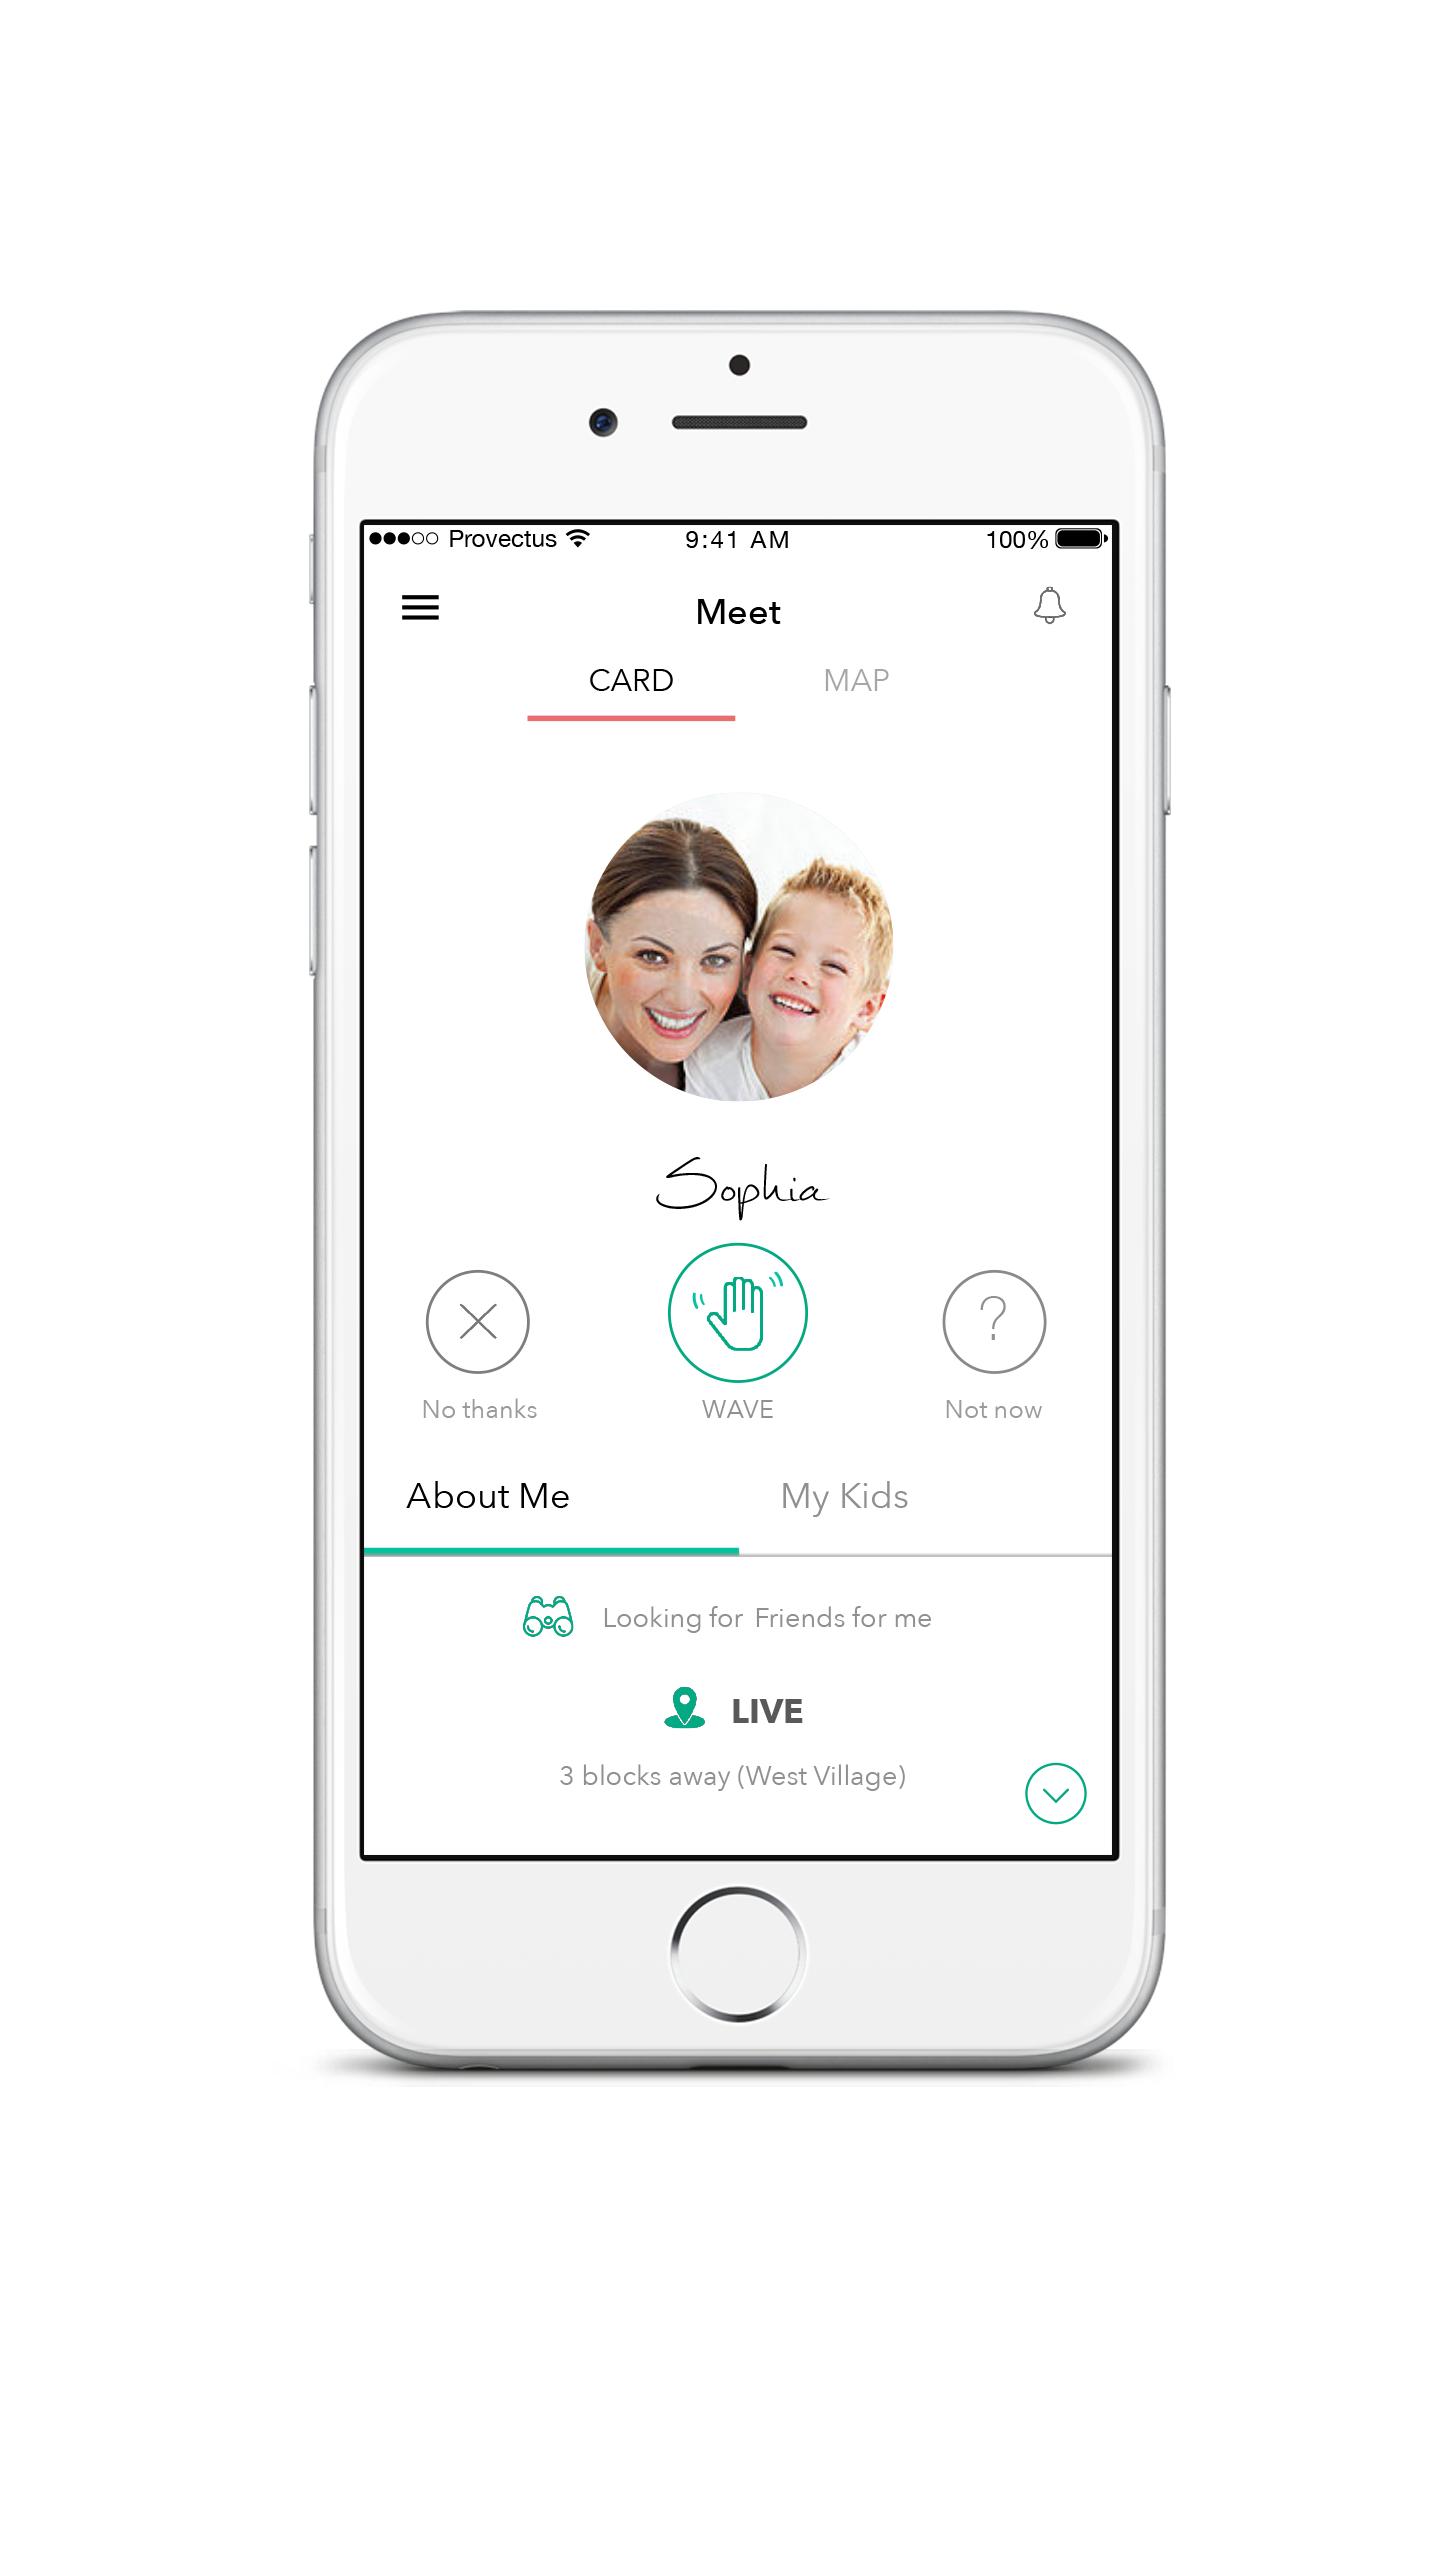 Provectus 9:41 AM 100%
Meet
CARD MAP
Sophia
No thanks WAVE Not now
About Me My Kids
Looking for Friends for me
LIVE
3 blocks away (West Village)